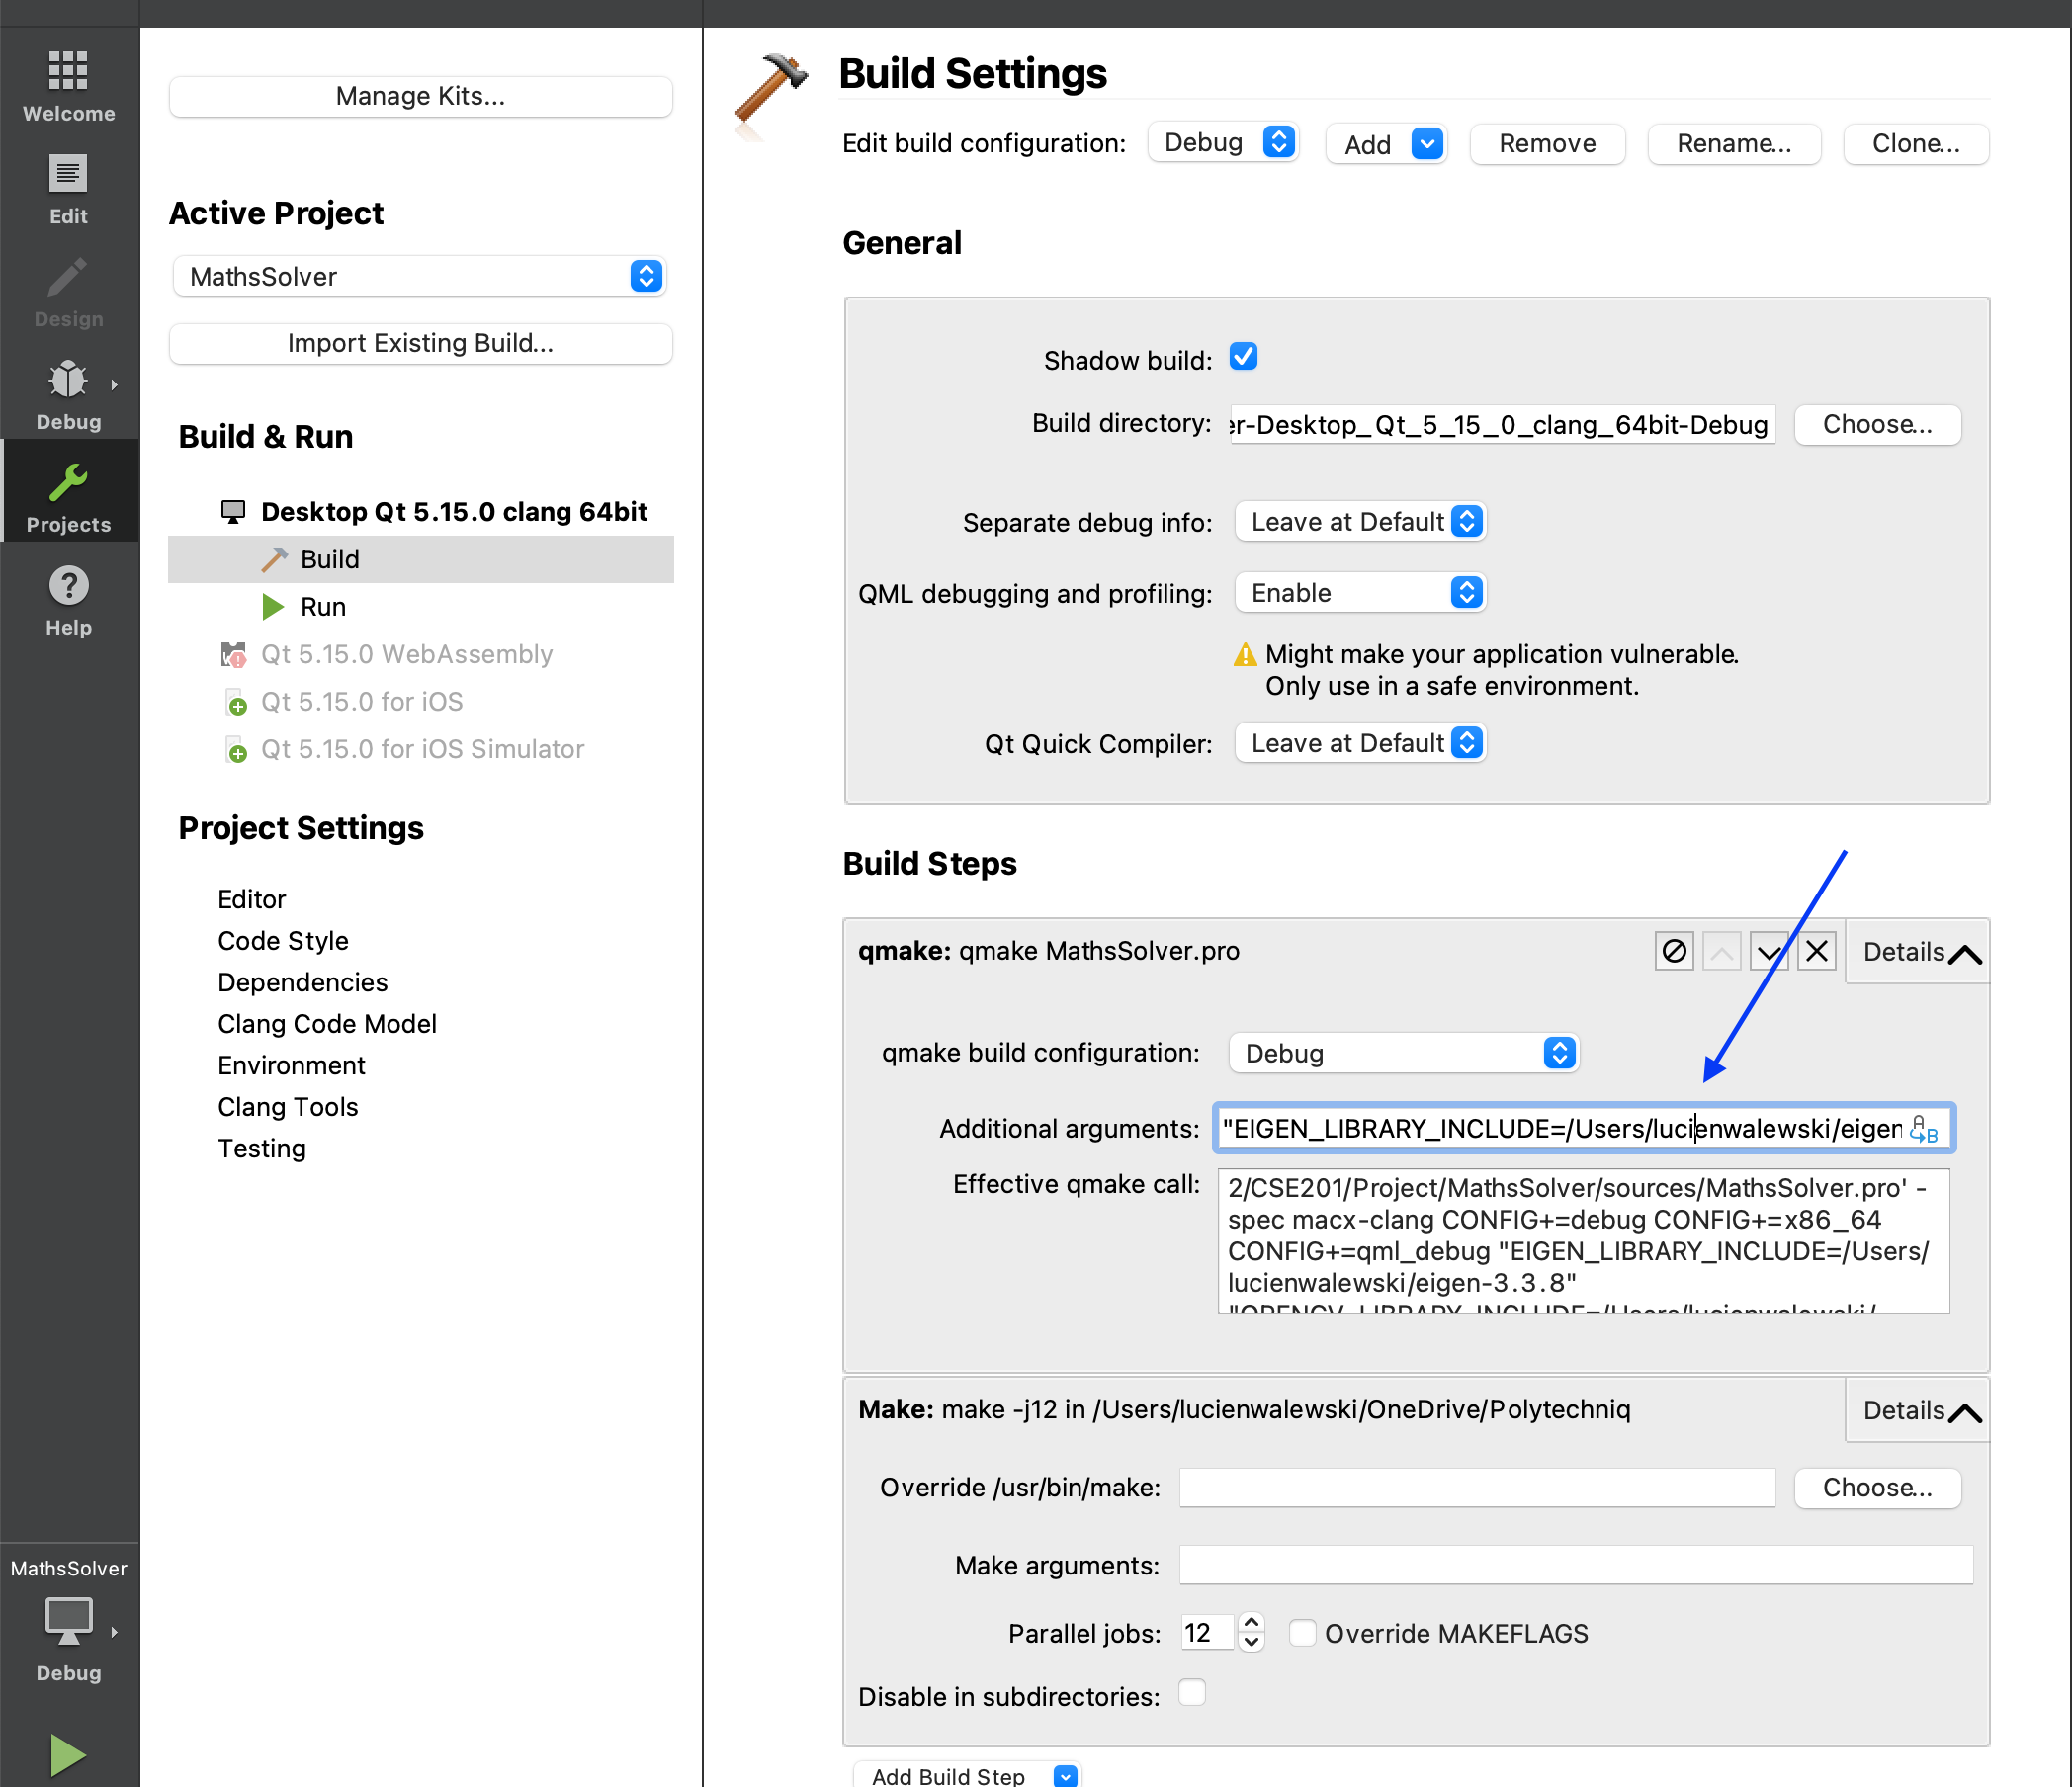 Welcome
Edit
Design
Debug
Projects
Help
MathsSolver
Debug
Manage Kits...
Active Project
MathsSolver
Import Existing Build...
Build & Run
Desktop Qt 5.15.0 clang 64bit
Build
Run
Qt 5.15.0 WebAssembly
Qt 5.15.0 for iOS
Qt 5.15.0 for iOS Simulator
Project Settings
Editor
Code Style
Dependencies
Clang Code Model
Environment
Clang Tools
Testing
Build Settings
Edit build configuration: Debug Add Remove Rename... Clone...
General
Shadow build:
Build directory: er-Desktop_Qt_5_15_0_clang_64bit-Debug Choose...
Separate debug info: Leave at Default
QML debugging and profiling: Enable
Might make your application vulnerable.
Only use in a safe environment.
Qt Quick Compiler: Leave at Default
Build Steps
qmake: qmake MathsSolver.pro Details
qmake build configuration: Debug
Additional arguments: "EIGEN_LIBRARY_INCLUDE=/Users/lucienwalewski/eigen
Effective qmake call: 2/CSE201/Project/MathsSolver/sources/MathsSolver.pro' -
spec macx-clang CONFIG+=debug CONFIG+=x86_64
CONFIG+=qml_debug "EIGEN_LIBRARY_INCLUDE=/Users/
lucienwalewski/eigen-3.3.8"
"OPENCV_LIBRARY_INCLUDE=/Users/lucienwalewski/
Make: make -j12 in /Users/lucienwalewski/OneDrive/Polytechniq Details
Override /usr/bin/make: Choose...
Make arguments:
Parallel jobs: 12 Override MAKEFLAGS
Disable in subdirectories:
Add Build Step